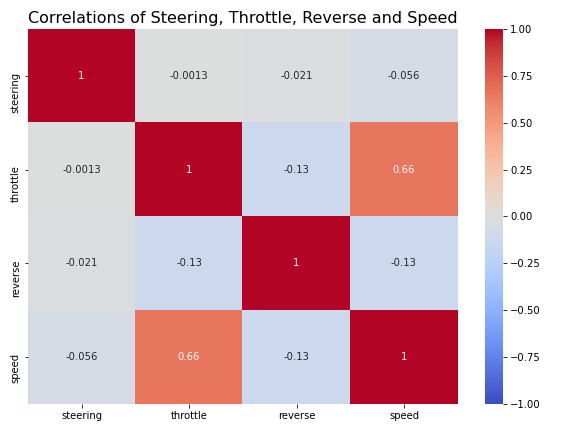 Correlations of Steering, Throttle, Reverse and Speed
steering 1 -0.0013 -0.021 -0.056
throttle -0.0013 1 -0.13 0.66
reverse -0.021 -0.13 1 -0.13
speed -0.056 0.66 -0.13 1
steering throttle reverse speed
1.00
0.75
0.50
0.25
0.00
−0.25
−0.50
−0.75
−1.00